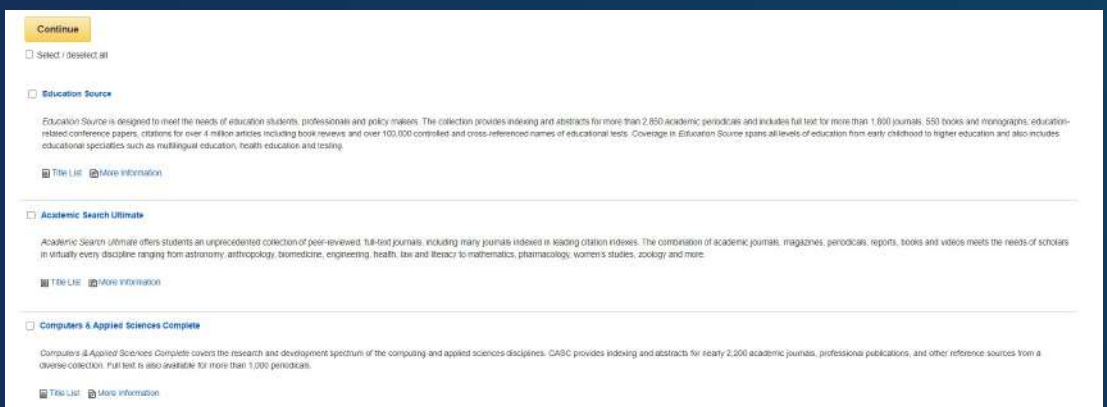 Continue
Select / deselect all
Education Source
Education Source is designed to meet the needs of education students, professionals and policy makers. The collection provides indexing and abstracts for more than 2,850 academic periodicals and includes full text for more than 1,800 journals, 550 books and monographs, education-
related conference papers, citations for over 4 million articles including book reviews and over 100,000 controlled and cross-referenced names of educational tests. Coverage in Education Source spans all levels of education from early childhood to higher education and also includes
educational specialties such as multilingual education, health education and testing.
Title List More Information
Academic Search Ultimate
Academic Search Ultimate offers students an unprecedented collection of peer-reviewed, full-text journals, including many journals indexed in leading citation indexes. The combination of academic journals, magazines, periodicals, reports, books and videos meets the needs of scholars
in virtually every discipline ranging from astronomy, anthropology, biomedicine, engineering, health, law and literacy to mathematics, pharmacology, women's studies, zoology and more.
Title List More Information
Computers & Applied Sciences Complete
Computers & Applied Sciences Complete covers the research and development spectrum of the computing and applied sciences disciplines. CASC provides indexing and abstracts for nearly 2,200 academic journals, professional publications, and other reference sources from a
diverse collection. Full text is also available for more than 1,000 periodicals.
Title List More Information